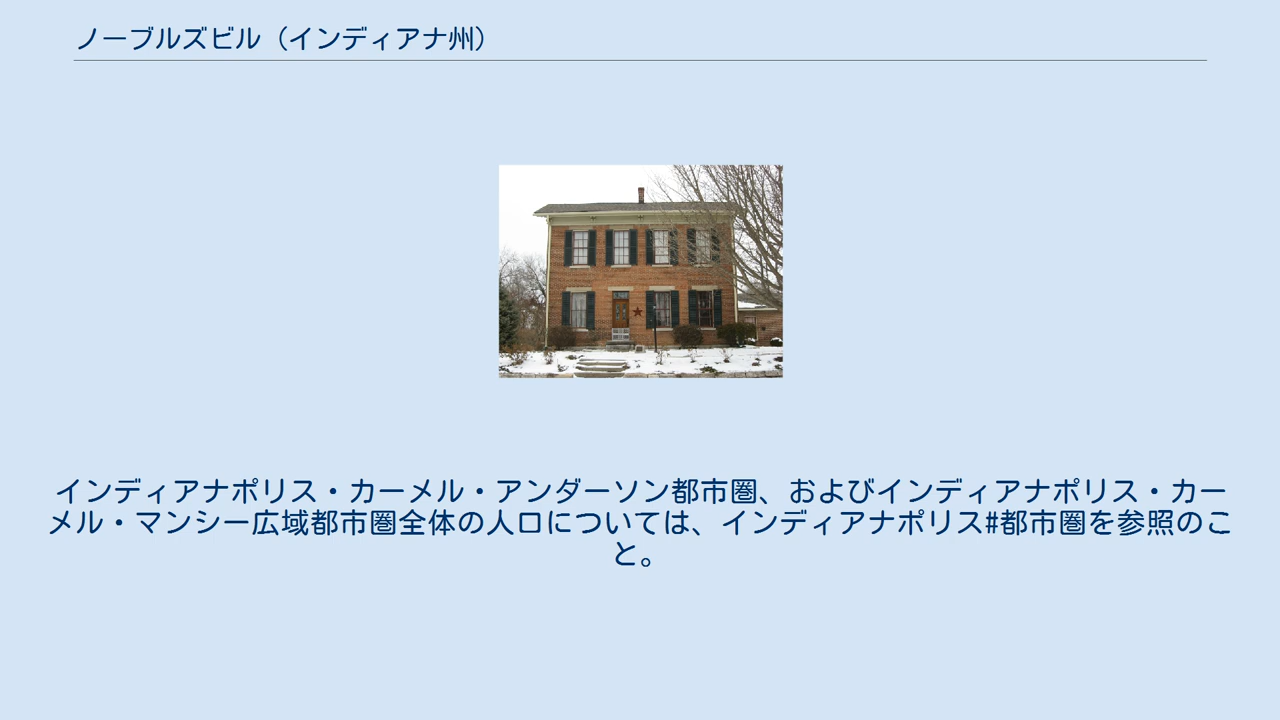 ノーブルズビル（インディアナ州）
インディアナポリス・カーメル・アンダーソン都市圏、およびインディアナポリス・カー
メル・マンシー広域都市圏全体の人口については、インディアナポリス#都市圏を参照のこ
と。